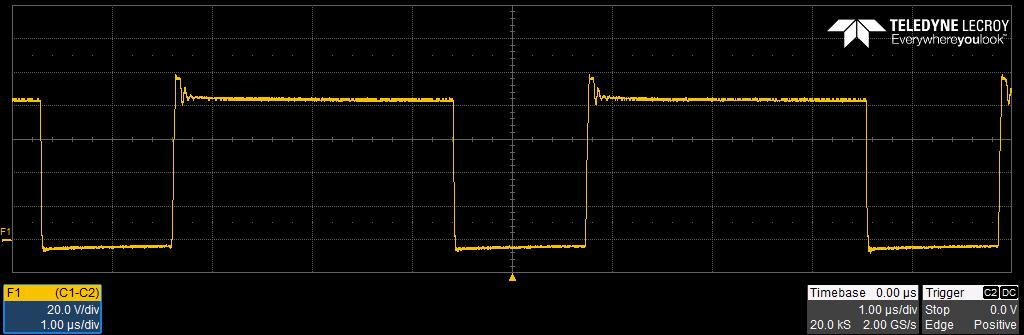 TELEDYNE LECROY
Everywhereyoulook™
F1
F1 (C1-C2)
20.0 V/div
1.00 µs/div
Timebase 0.00 µs
1.00 µs/div
20.0 kS 2.00 GS/s
Trigger C2 DC
Stop 0.0 V
Edge Positive